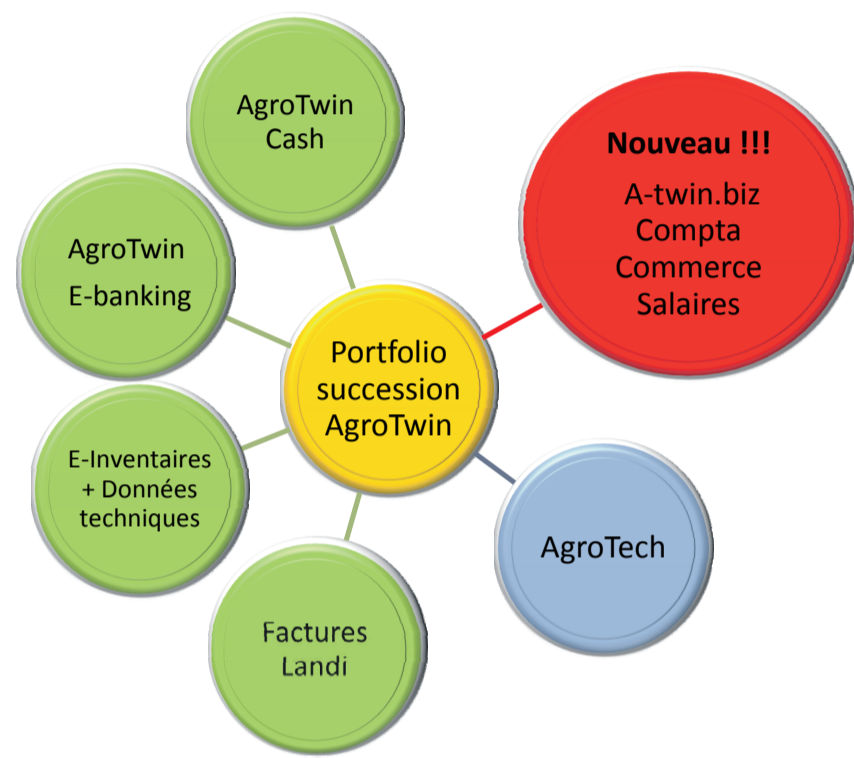 AgroTwin
Cash
Nouveau !!!
A-twin.biz
Compta
Commerce
Salaires
AgroTwin
E-banking
Portfolio
succession
AgroTwin
E-Inventaires
+ Données
techniques
AgroTech
Factures
Landi